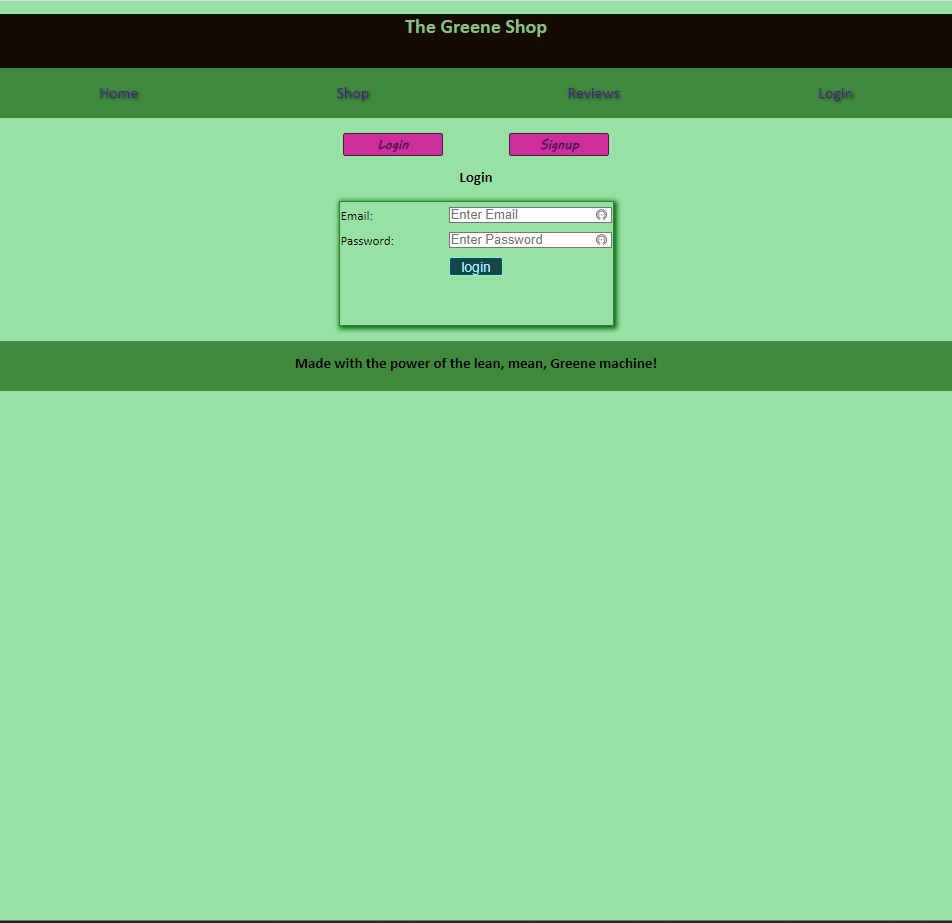 The Greene Shop
Home Shop Reviews Login
Login Signup
Login
Email: Enter Email
Password: Enter Password
login
Made with the power of the lean, mean, Greene machine!